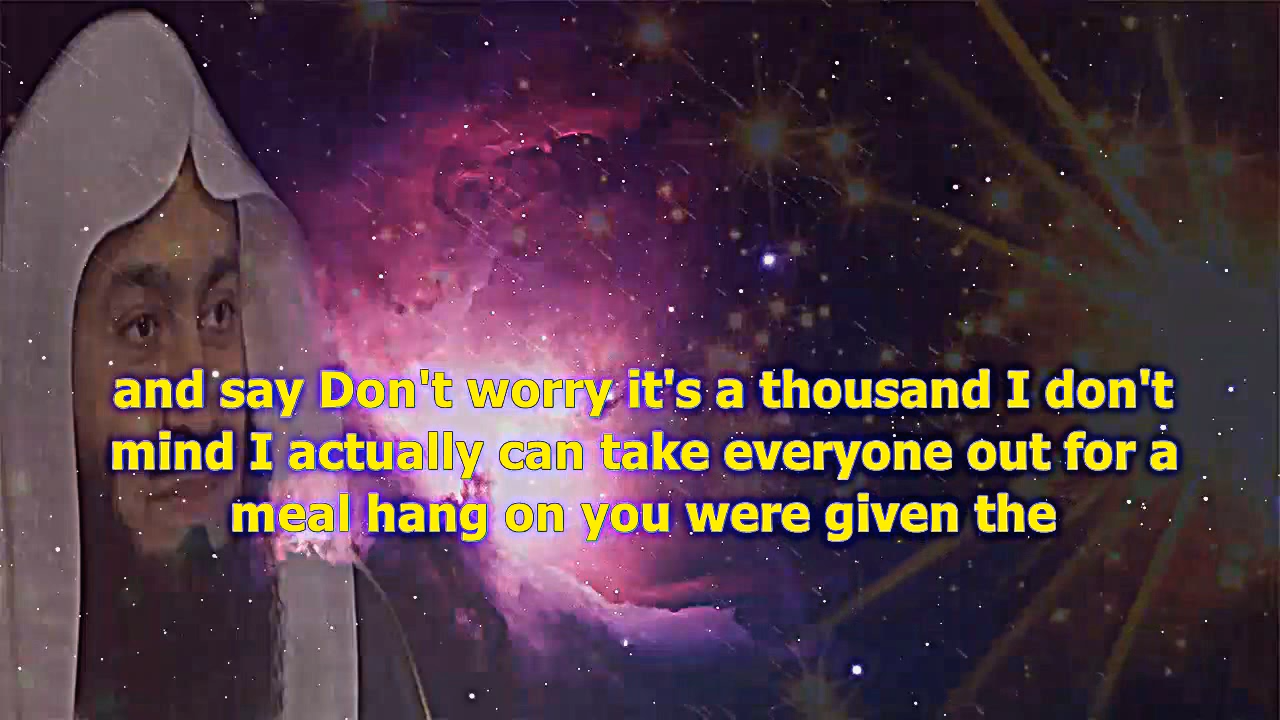 and say Don't worry it's a thousand I don't
mind I actually can take everyone out for a
meal hang on you were given the